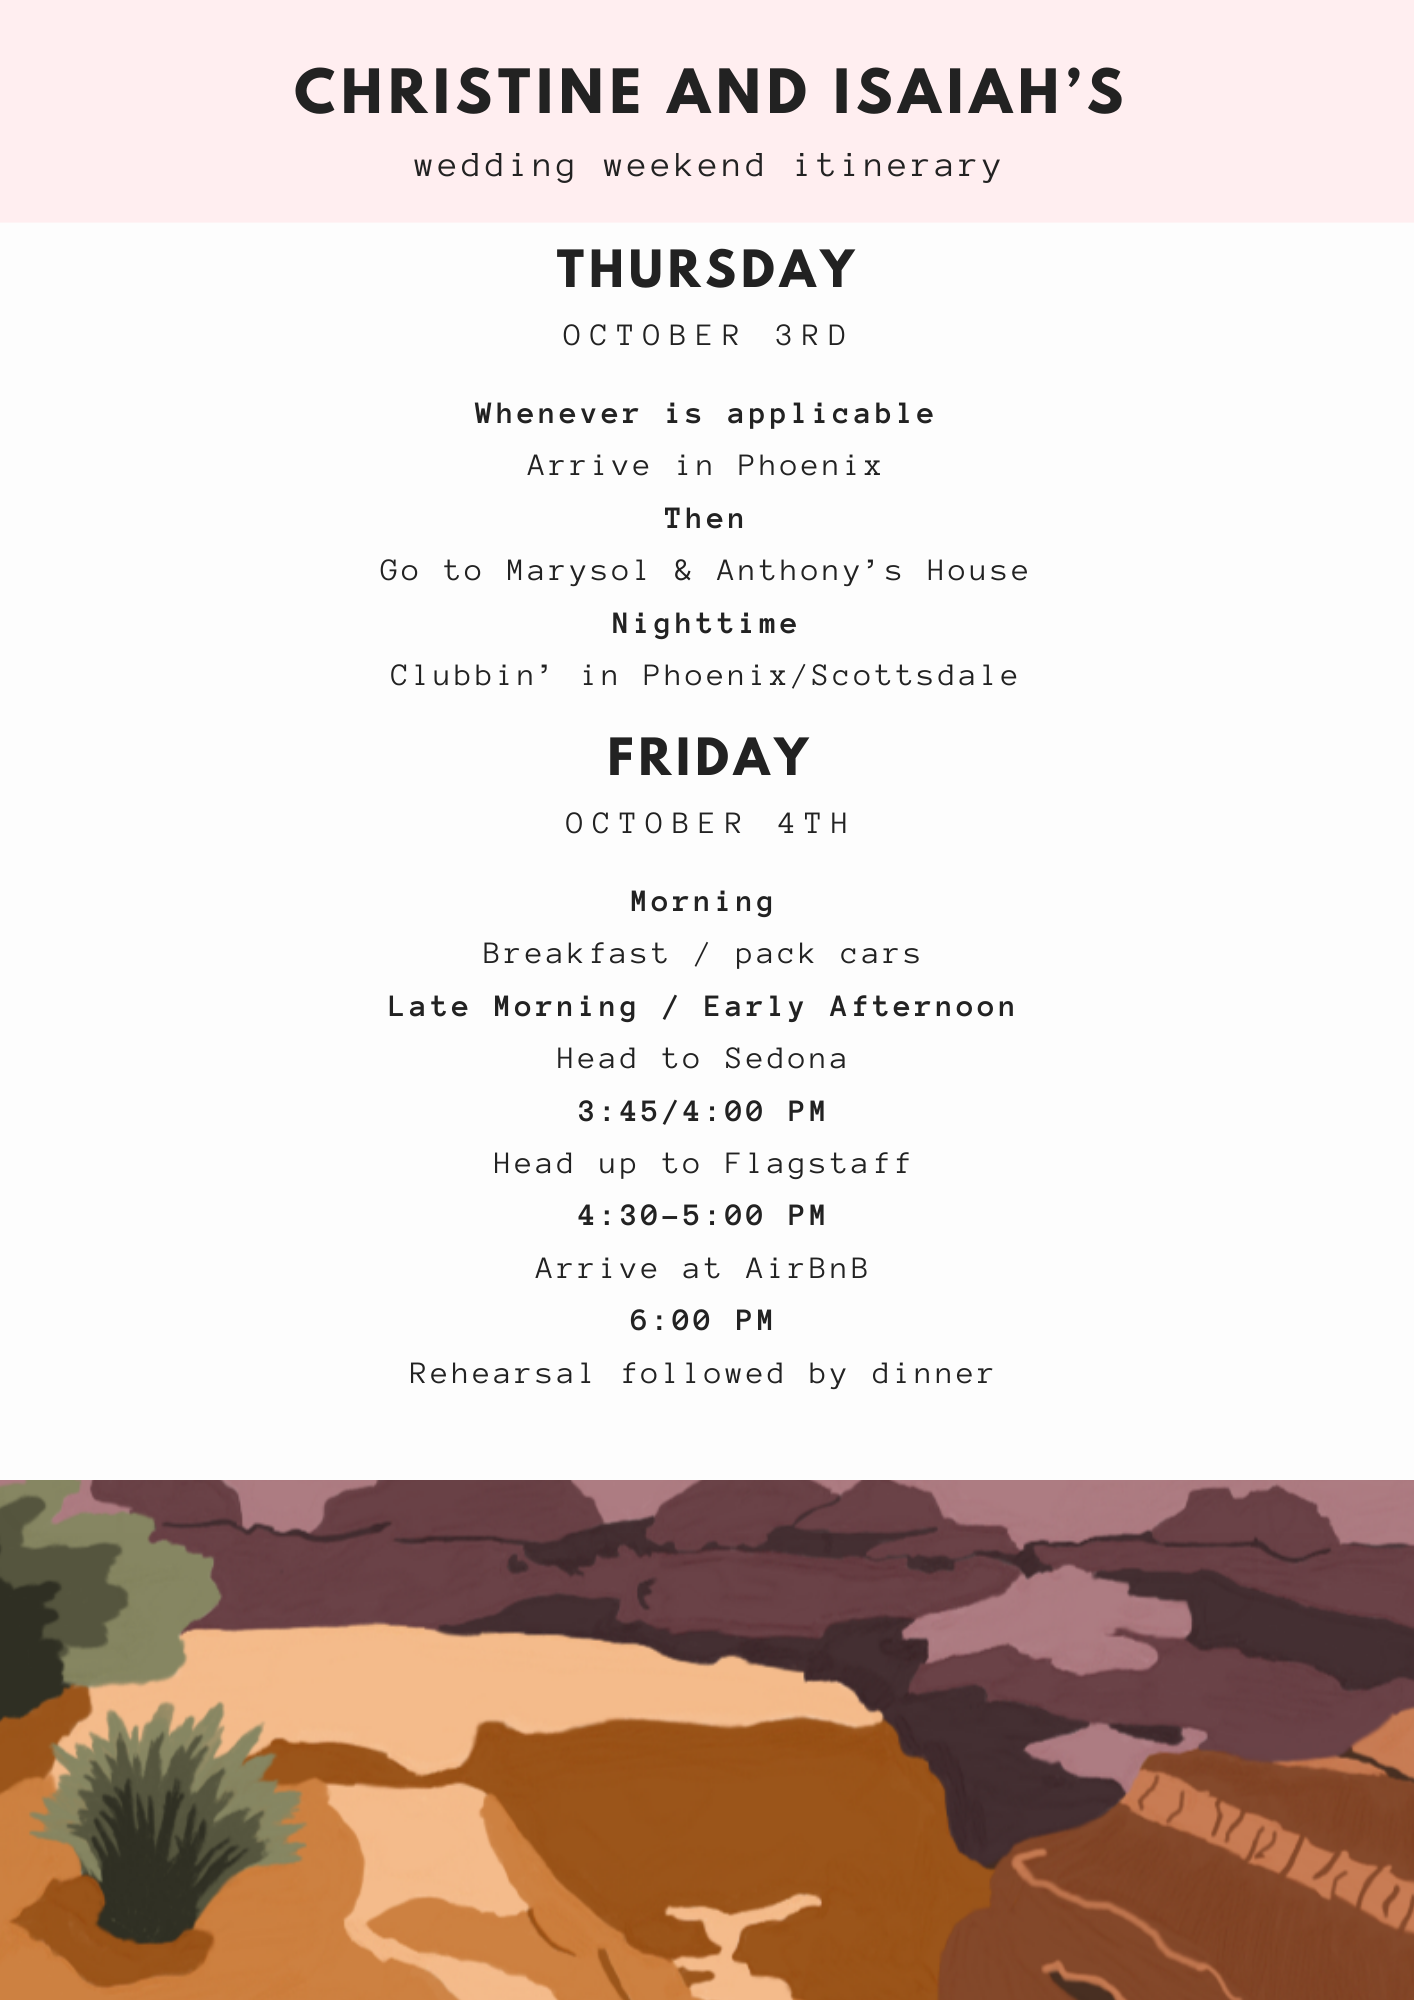 CHRISTINE AND ISAIAH’S
wedding weekend itinerary
THURSDAY
OCTOBER 3RD
Whenever is applicable
Arrive in Phoenix
Then
Go to Marysol & Anthony’s House
Nighttime
Clubbin’ in Phoenix/Scottsdale
FRIDAY
OCTOBER 4TH
Morning
Breakfast / pack cars
Late Morning / Early Afternoon
Head to Sedona
3:45/4:00 PM
Head up to Flagstaff
4:30–5:00 PM
Arrive at AirBnB
6:00 PM
Rehearsal followed by dinner